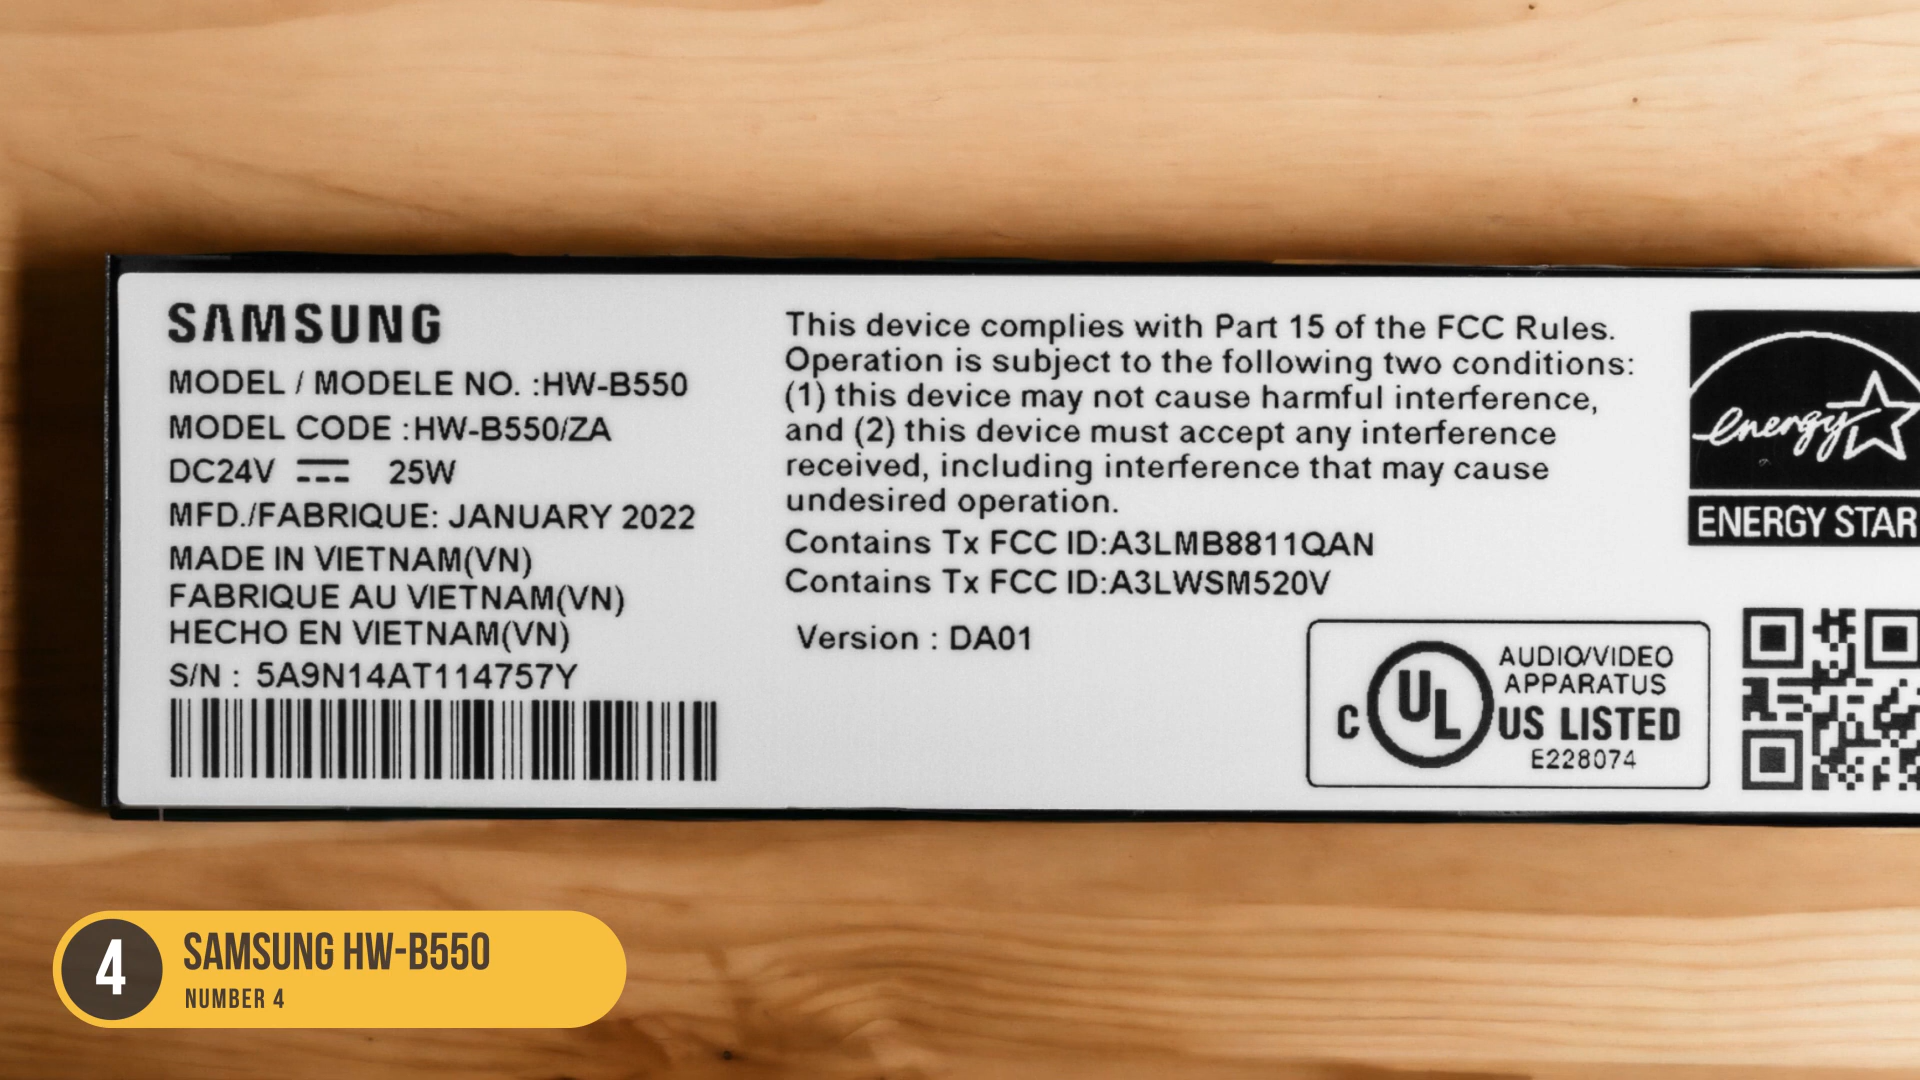 SAMSUNG
MODEL / MODELE NO. :HW-B550
MODEL CODE :HW-B550/ZA
DC24V ⎓ 25W
MFD./FABRIQUE: JANUARY 2022
MADE IN VIETNAM(VN)
FABRIQUE AU VIETNAM(VN)
HECHO EN VIETNAM(VN)
S/N : 5A9N14AT114757Y
This device complies with Part 15 of the FCC Rules.
Operation is subject to the following two conditions:
(1) this device may not cause harmful interference,
and (2) this device must accept any interference
received, including interference that may cause
undesired operation.
Contains Tx FCC ID:A3LMB8811QAN
Contains Tx FCC ID:A3LWSM520V
Version : DA01
energy
ENERGY STAR
C UL US LISTED
AUDIO/VIDEO
APPARATUS
E228074
4
SAMSUNG HW-B550
NUMBER 4